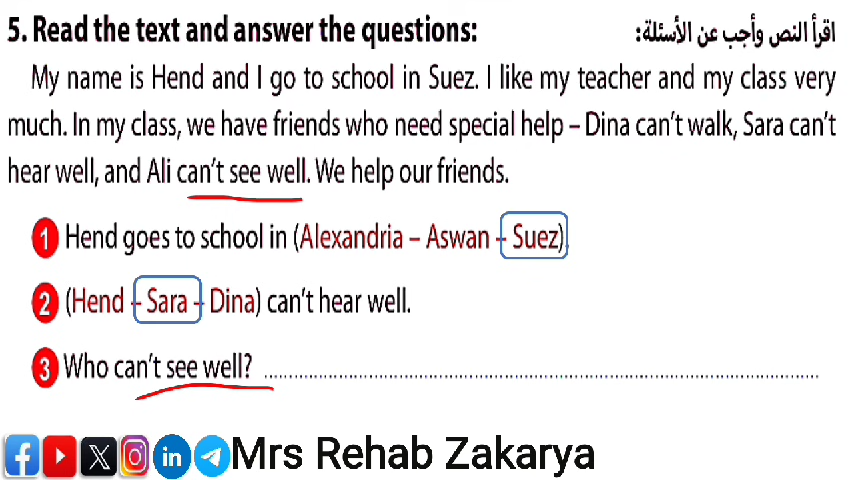 5. Read the text and answer the questions: اقرأ النص وأجب عن الأسئلة:
My name is Hend and I go to school in Suez. I like my teacher and my class very
much. In my class, we have friends who need special help – Dina can't walk, Sara can't
hear well, and Ali can't see well. We help our friends.
1 Hend goes to school in (Alexandria – Aswan – Suez).
2 (Hend – Sara – Dina) can't hear well.
3 Who can't see well? ........................................................................
f X in Mrs Rehab Zakarya